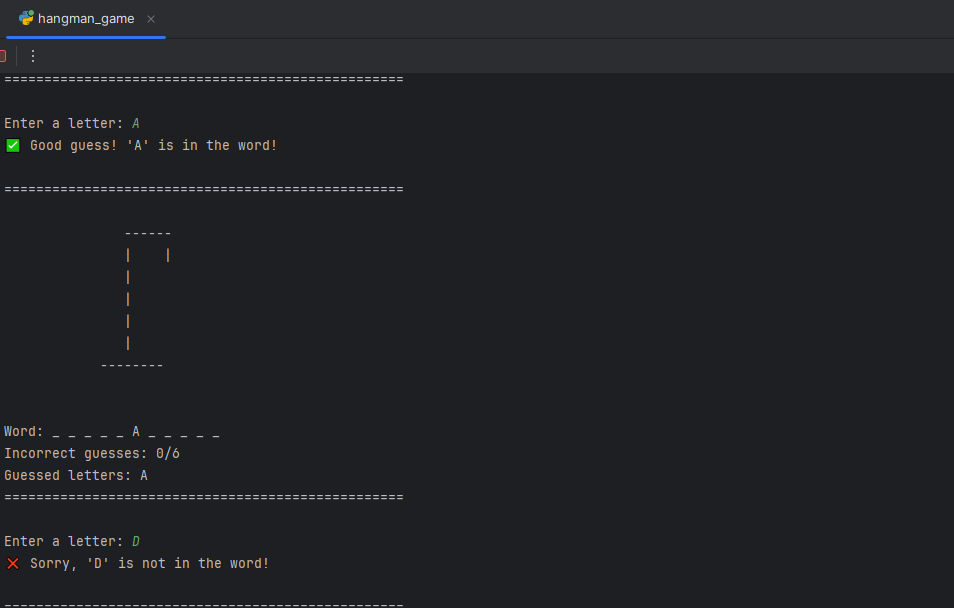 hangman_game
==================================================
Enter a letter: A
✅ Good guess! 'A' is in the word!
==================================================
------
|    |
|
|
|
|
--------
Word: _ _ _ _ _ A _ _ _ _ _
Incorrect guesses: 0/6
Guessed letters: A
==================================================
Enter a letter: D
❌ Sorry, 'D' is not in the word!
==================================================